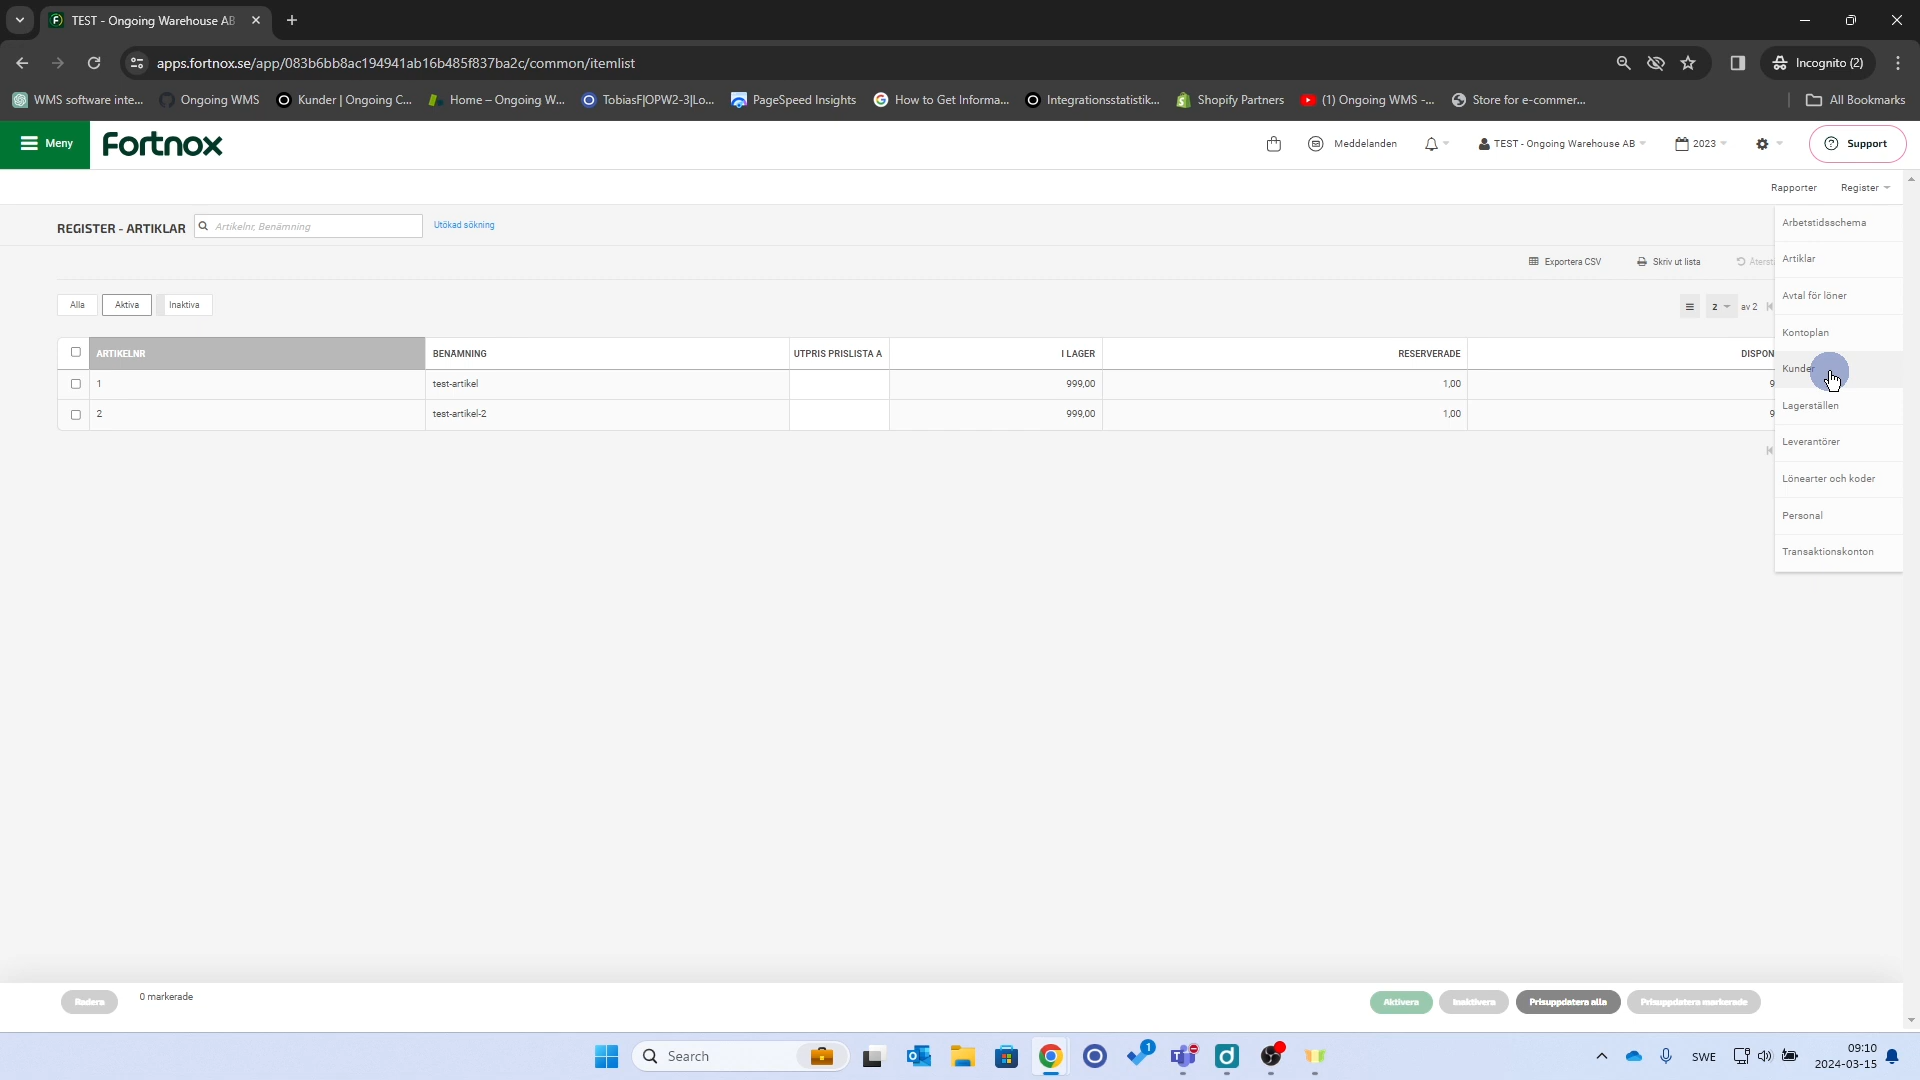 TEST - Ongoing Warehouse AB
apps.fortnox.se/app/083b6bb8ac194941ab16b485f837ba2c/common/itemlist
Incognito (2)
WMS software inte... Ongoing WMS Kunder | Ongoing C... Home – Ongoing W... TobiasF|OPW2-3|Lo... PageSpeed Insights How to Get Informa... Integrationsstatistik... Shopify Partners (1) Ongoing WMS -... Store for e-commer... All Bookmarks
Meny Fortnox Meddelanden TEST - Ongoing Warehouse AB 2023 Support
Rapporter Register
REGISTER - ARTIKLAR Artikelnr, Benämning Utökad sökning
Arbetstidsschema
Exportera CSV Skriv ut lista
Artiklar
Avtal för löner
Alla Aktiva Inaktiva 2 av 2
Kontoplan
ARTIKELNR BENÄMNING UTPRIS PRISLISTA A I LAGER RESERVERADE DISPON
Kunder
1 test-artikel 999,00 1,00 9
Lagerställen
2 test-artikel-2 999,00 1,00 9
Leverantörer
Lönearter och koder
Personal
Transaktionskonton
Radera 0 markerade Aktivera Inaktivera Prisuppdatera alla Prisuppdatera markerade
Search 1 SWE 09:10
2024-03-15